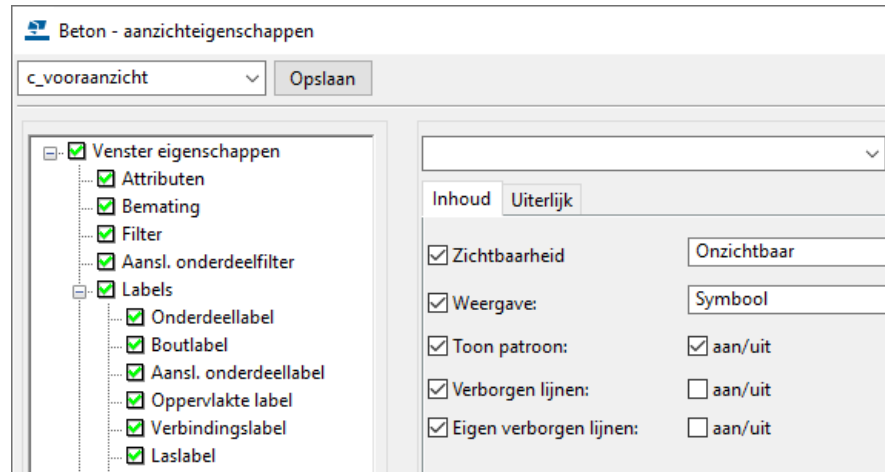 Beton - aanzichteigenschappen
c_vooraanzicht
Opslaan
Venster eigenschappen
Attributen
Bemating
Filter
Aansl. onderdeelfilter
Labels
Onderdeellabel
Boutlabel
Aansl. onderdeellabel
Oppervlakte label
Verbindingslabel
Laslabel
Inhoud Uiterlijk
Zichtbaarheid Onzichtbaar
Weergave: Symbool
Toon patroon: aan/uit
Verborgen lijnen: aan/uit
Eigen verborgen lijnen: aan/uit